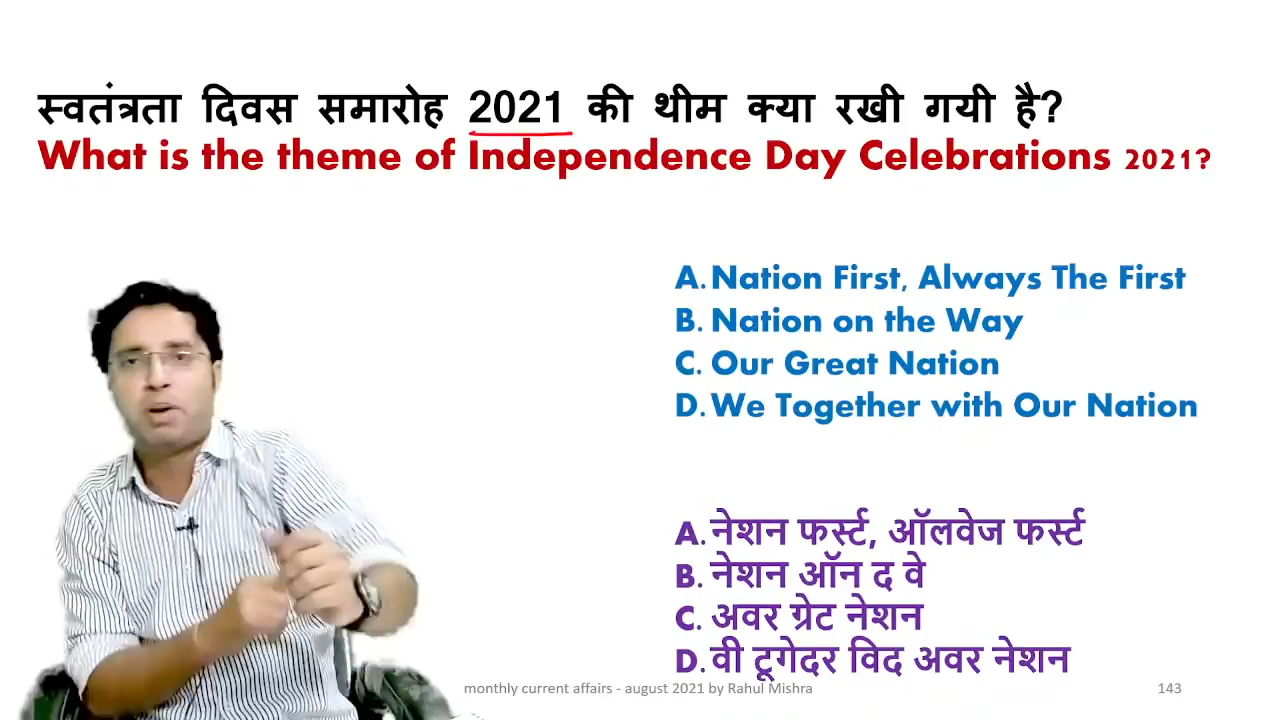 स्वतंत्रता दिवस समारोह 2021 की थीम क्या रखी गयी है?
What is the theme of Independence Day Celebrations 2021?
A. Nation First, Always The First
B. Nation on the Way
C. Our Great Nation
D. We Together with Our Nation
A. नेशन फर्स्ट, ऑलवेज फर्स्ट
B. नेशन ऑन द वे
C. अवर ग्रेट नेशन
D. वी टूगेदर विद अवर नेशन
monthly current affairs - august 2021 by Rahul Mishra
143